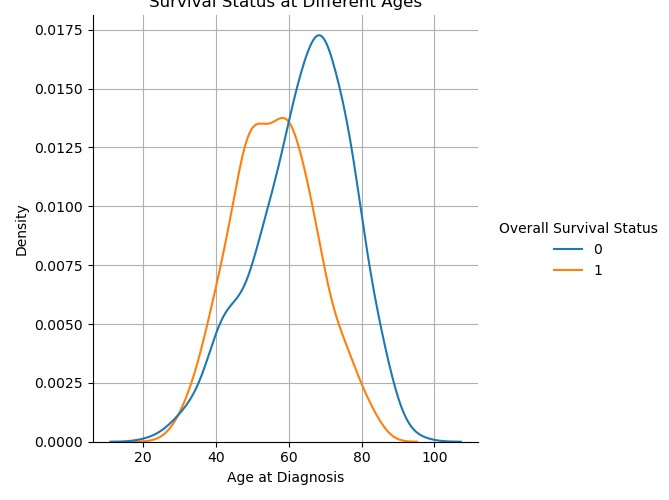 Survival Status at Different Ages
0.0175
0.0150
0.0125
0.0100
0.0075
0.0050
0.0025
0.0000
Density
20 40 60 80 100
Age at Diagnosis
Overall Survival Status
0
1